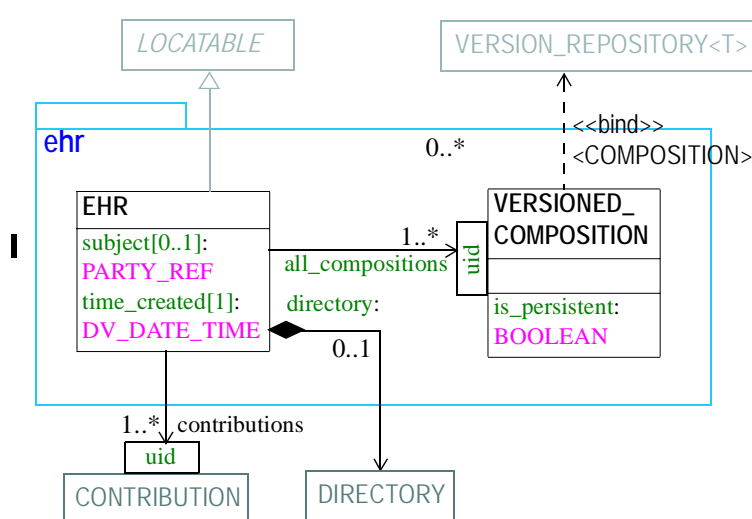 LOCATABLE
VERSION_REPOSITORY<T>
<<bind>>
<COMPOSITION>
ehr
0..*
EHR
subject[0..1]:
PARTY_REF
time_created[1]:
DV_DATE_TIME
1..*
all_compositions
uid
VERSIONED_
COMPOSITION
is_persistent:
BOOLEAN
directory:
0..1
1..*
contributions
uid
CONTRIBUTION
DIRECTORY